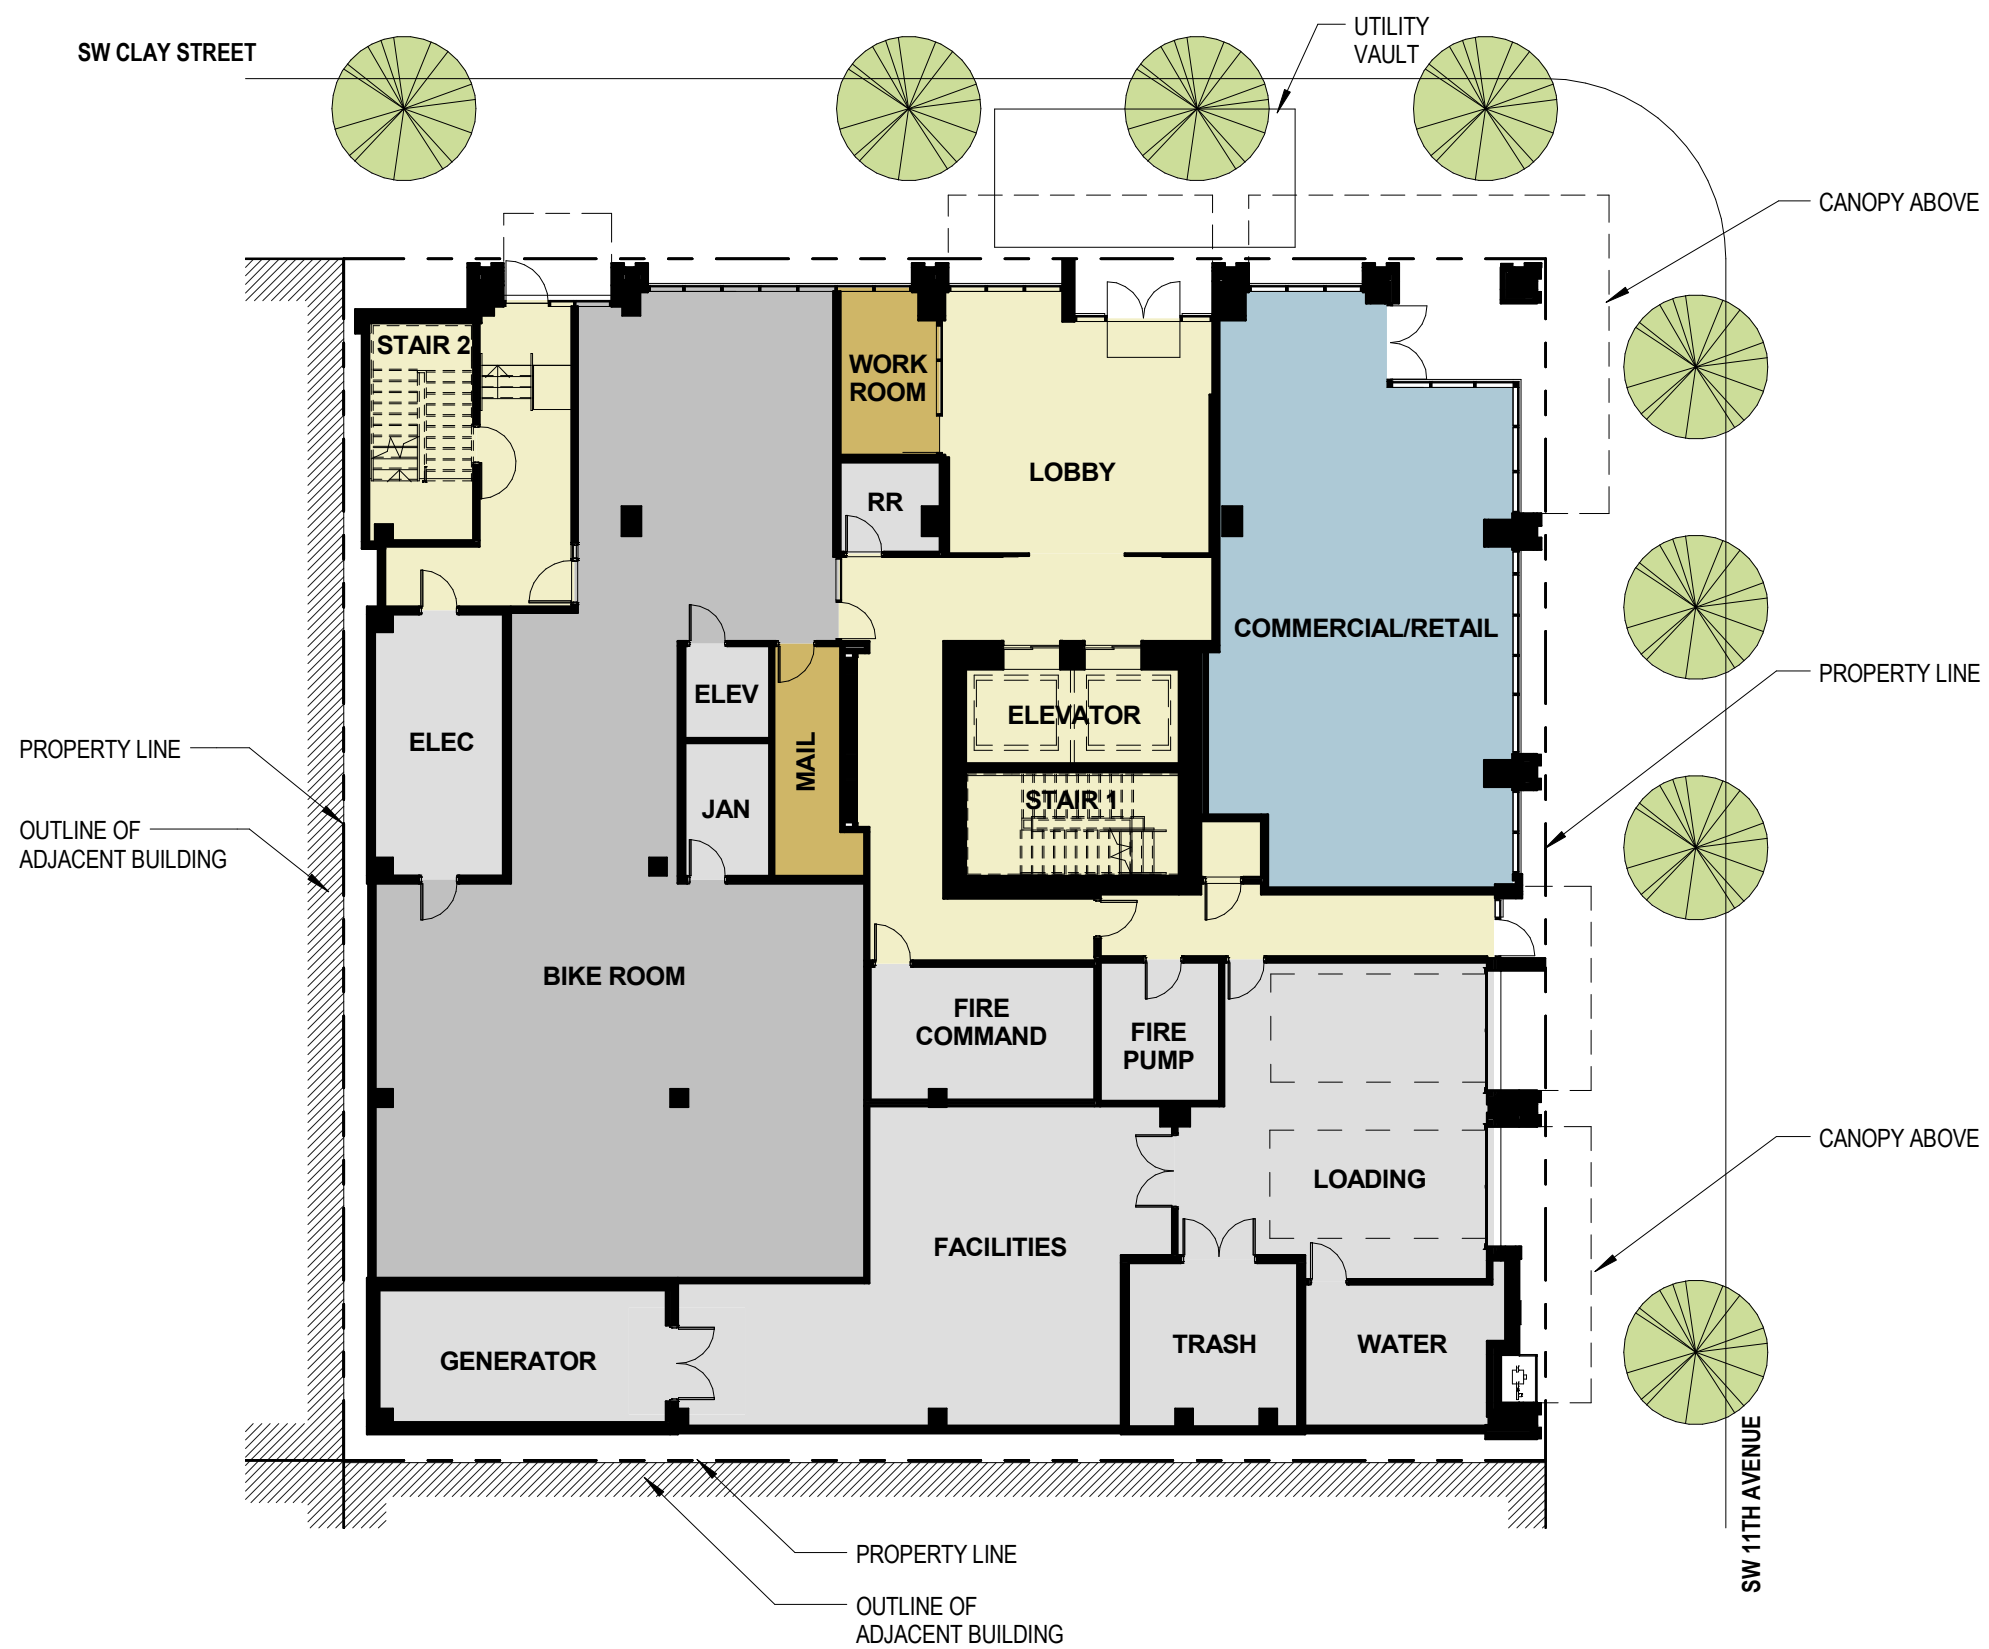 SW CLAY STREET
UTILITY
VAULT
CANOPY ABOVE
STAIR 2
WORK
ROOM
LOBBY
RR
COMMERCIAL/RETAIL
PROPERTY LINE
ELEV
ELEVATOR
ELEC
PROPERTY LINE
MAIL
STAIR 1
JAN
OUTLINE OF
ADJACENT BUILDING
BIKE ROOM
FIRE
COMMAND
FIRE
PUMP
CANOPY ABOVE
LOADING
FACILITIES
TRASH
WATER
GENERATOR
SW 11TH AVENUE
PROPERTY LINE
OUTLINE OF
ADJACENT BUILDING